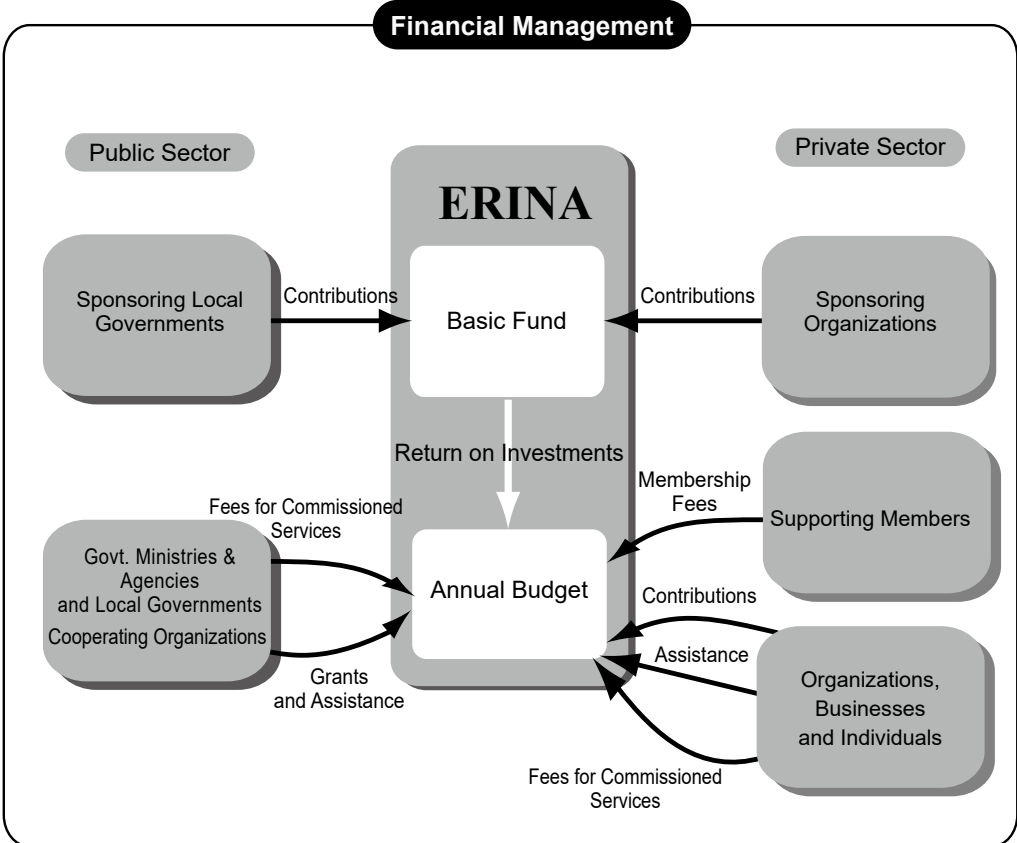 Financial Management
Public Sector
Private Sector
ERINA
Sponsoring Local
Governments
Contributions
Basic Fund
Contributions
Sponsoring
Organizations
Return on Investments
Fees for Commissioned
Services
Govt. Ministries &
Agencies
and Local Governments
Cooperating Organizations
Grants
and Assistance
Annual Budget
Membership
Fees
Supporting Members
Contributions
Assistance
Fees for Commissioned
Services
Organizations,
Businesses
and Individuals